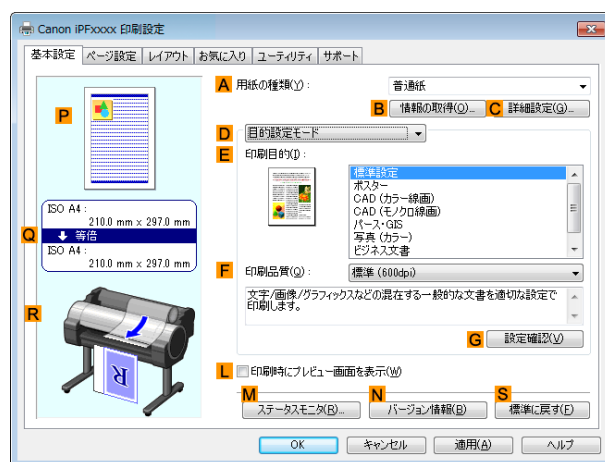 Canon iPFxxxx 印刷設定
基本設定 ページ設定 レイアウト お気に入り ユーティリティ サポート
A 用紙の種類(Y): 普通紙
B 情報の取得(O)... C 詳細設定(G)...
D 目的設定モード
E 印刷目的(I):
標準設定
ポスター
CAD (カラー線画)
CAD (モノクロ線画)
パース・GIS
写真 (カラー)
ビジネス文書
F 印刷品質(Q): 標準 (600dpi)
文字/画像/グラフィックスなどの混在する一般的な文書を適切な設定で
印刷します。
G 設定確認(V)
P
ISO A4 :
210.0 mm x 297.0 mm
Q 等倍
ISO A4 :
210.0 mm x 297.0 mm
R
R
L 印刷時にプレビュー画面を表示(W)
M N S
ステータスモニタ(R)... バージョン情報(B) 標準に戻す(F)
OK キャンセル 適用(A) ヘルプ